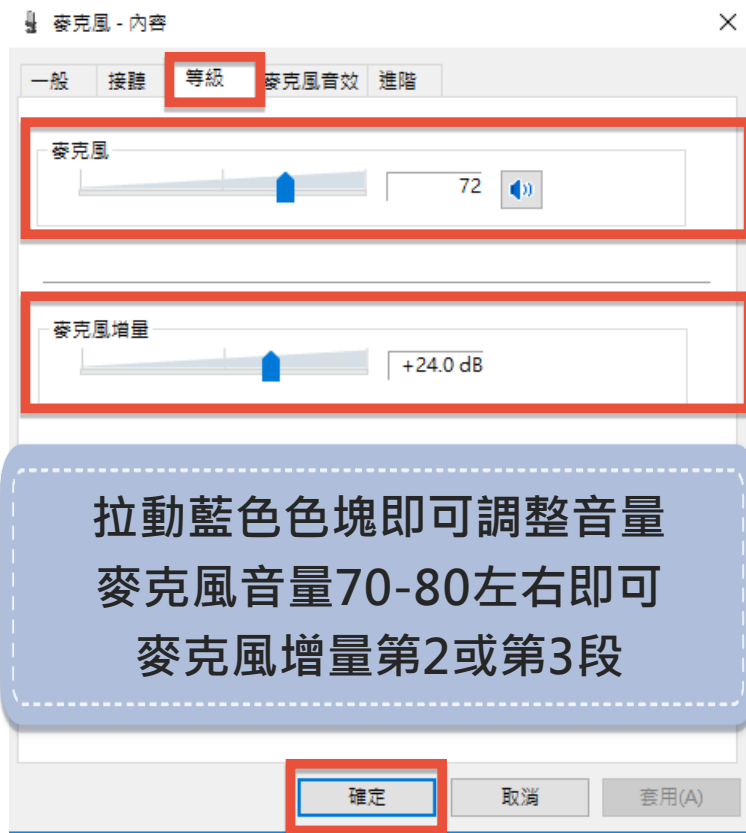 麥克風 - 內容
一般 接聽 等級 麥克風音效 進階
麥克風
72
麥克風增量
+24.0 dB
拉動藍色色塊即可調整音量
麥克風音量70-80左右即可
麥克風增量第2或第3段
確定 取消 套用(A)